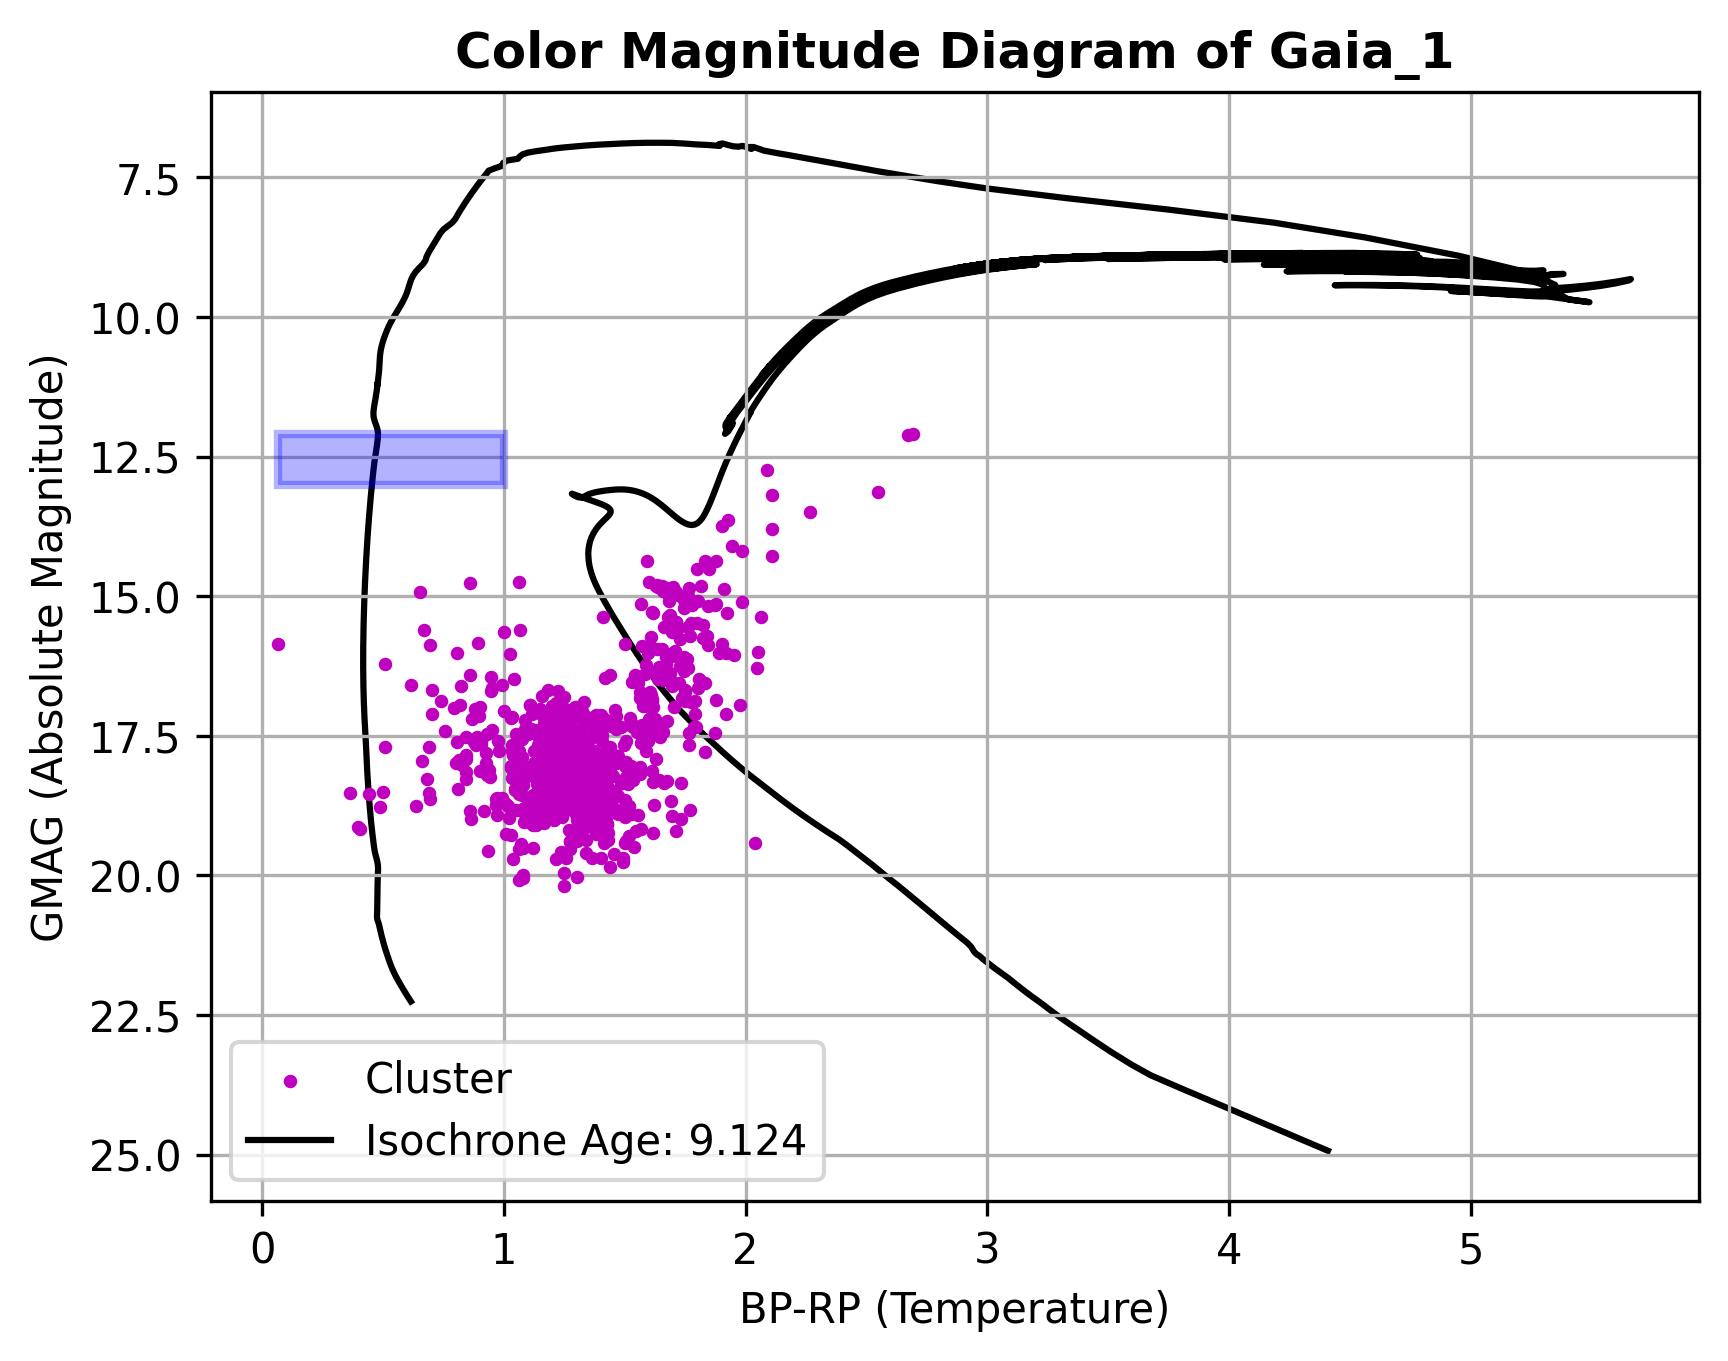 Color Magnitude Diagram of Gaia_1
GMAG (Absolute Magnitude)
7.5
10.0
12.5
15.0
17.5
20.0
22.5
25.0
Cluster
Isochrone Age: 9.124
0 1 2 3 4 5
BP-RP (Temperature)